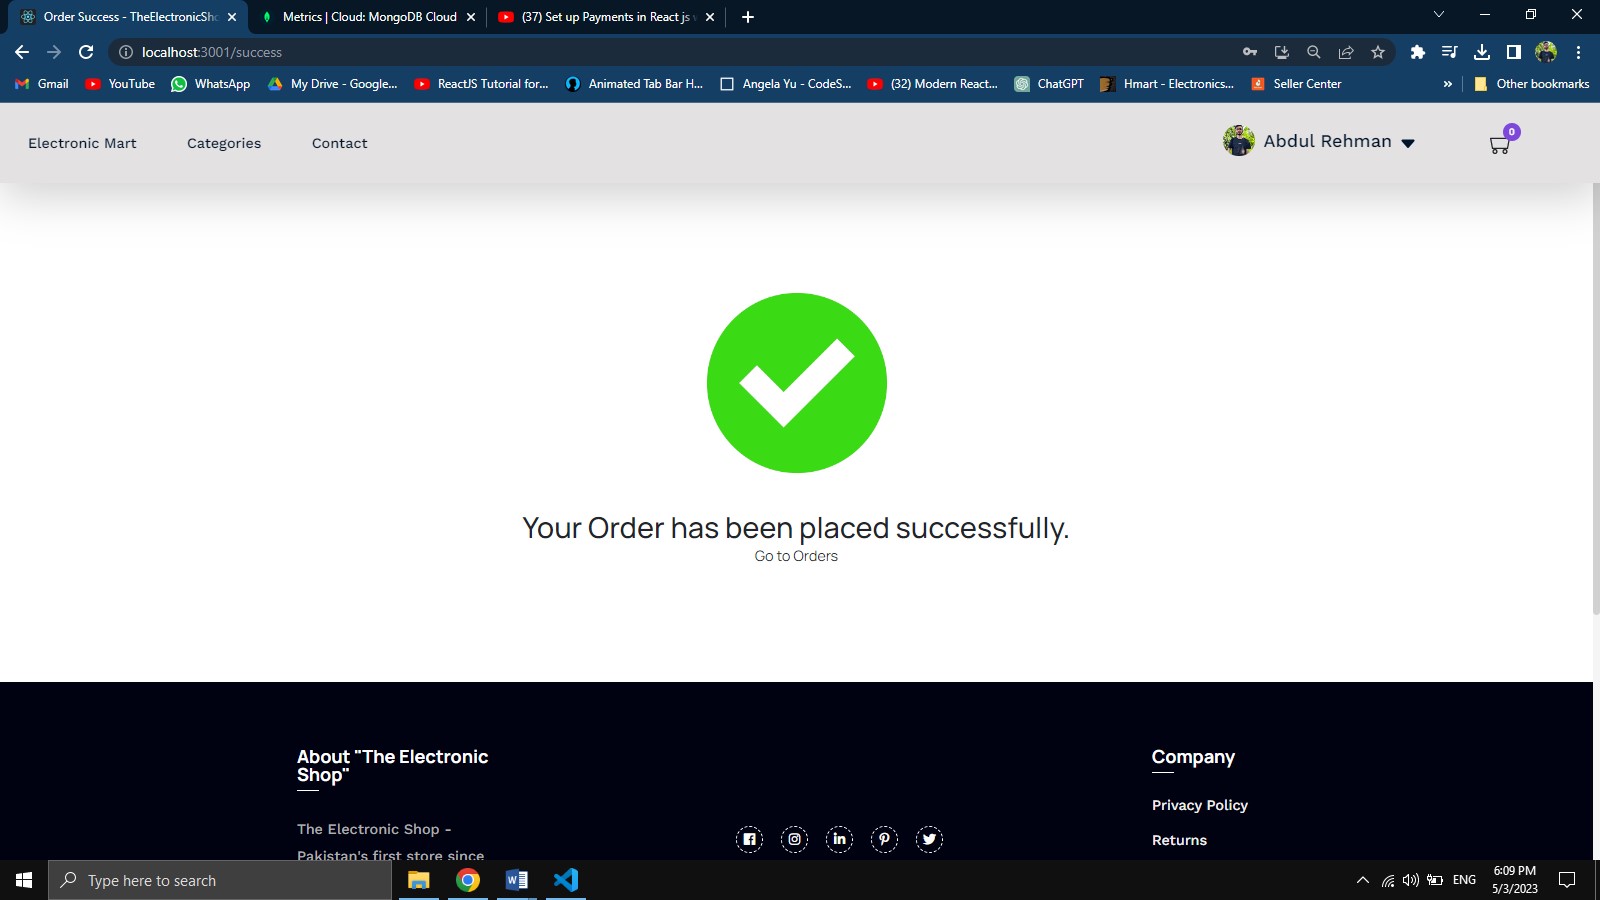 Order Success - TheElectronicSho
Metrics | Cloud: MongoDB Cloud
(37) Set up Payments in React js w
localhost:3001/success
Gmail
YouTube
WhatsApp
My Drive - Google...
ReactJS Tutorial for...
Animated Tab Bar H...
Angela Yu - CodeS...
(32) Modern React...
ChatGPT
Hmart - Electronics...
Seller Center
»
Other bookmarks
Electronic Mart
Categories
Contact
Abdul Rehman
0
Your Order has been placed successfully.
Go to Orders
About "The Electronic
Shop"
The Electronic Shop -
Pakistan's first store since
Company
Privacy Policy
Returns
Type here to search
ENG
6:09 PM
5/3/2023